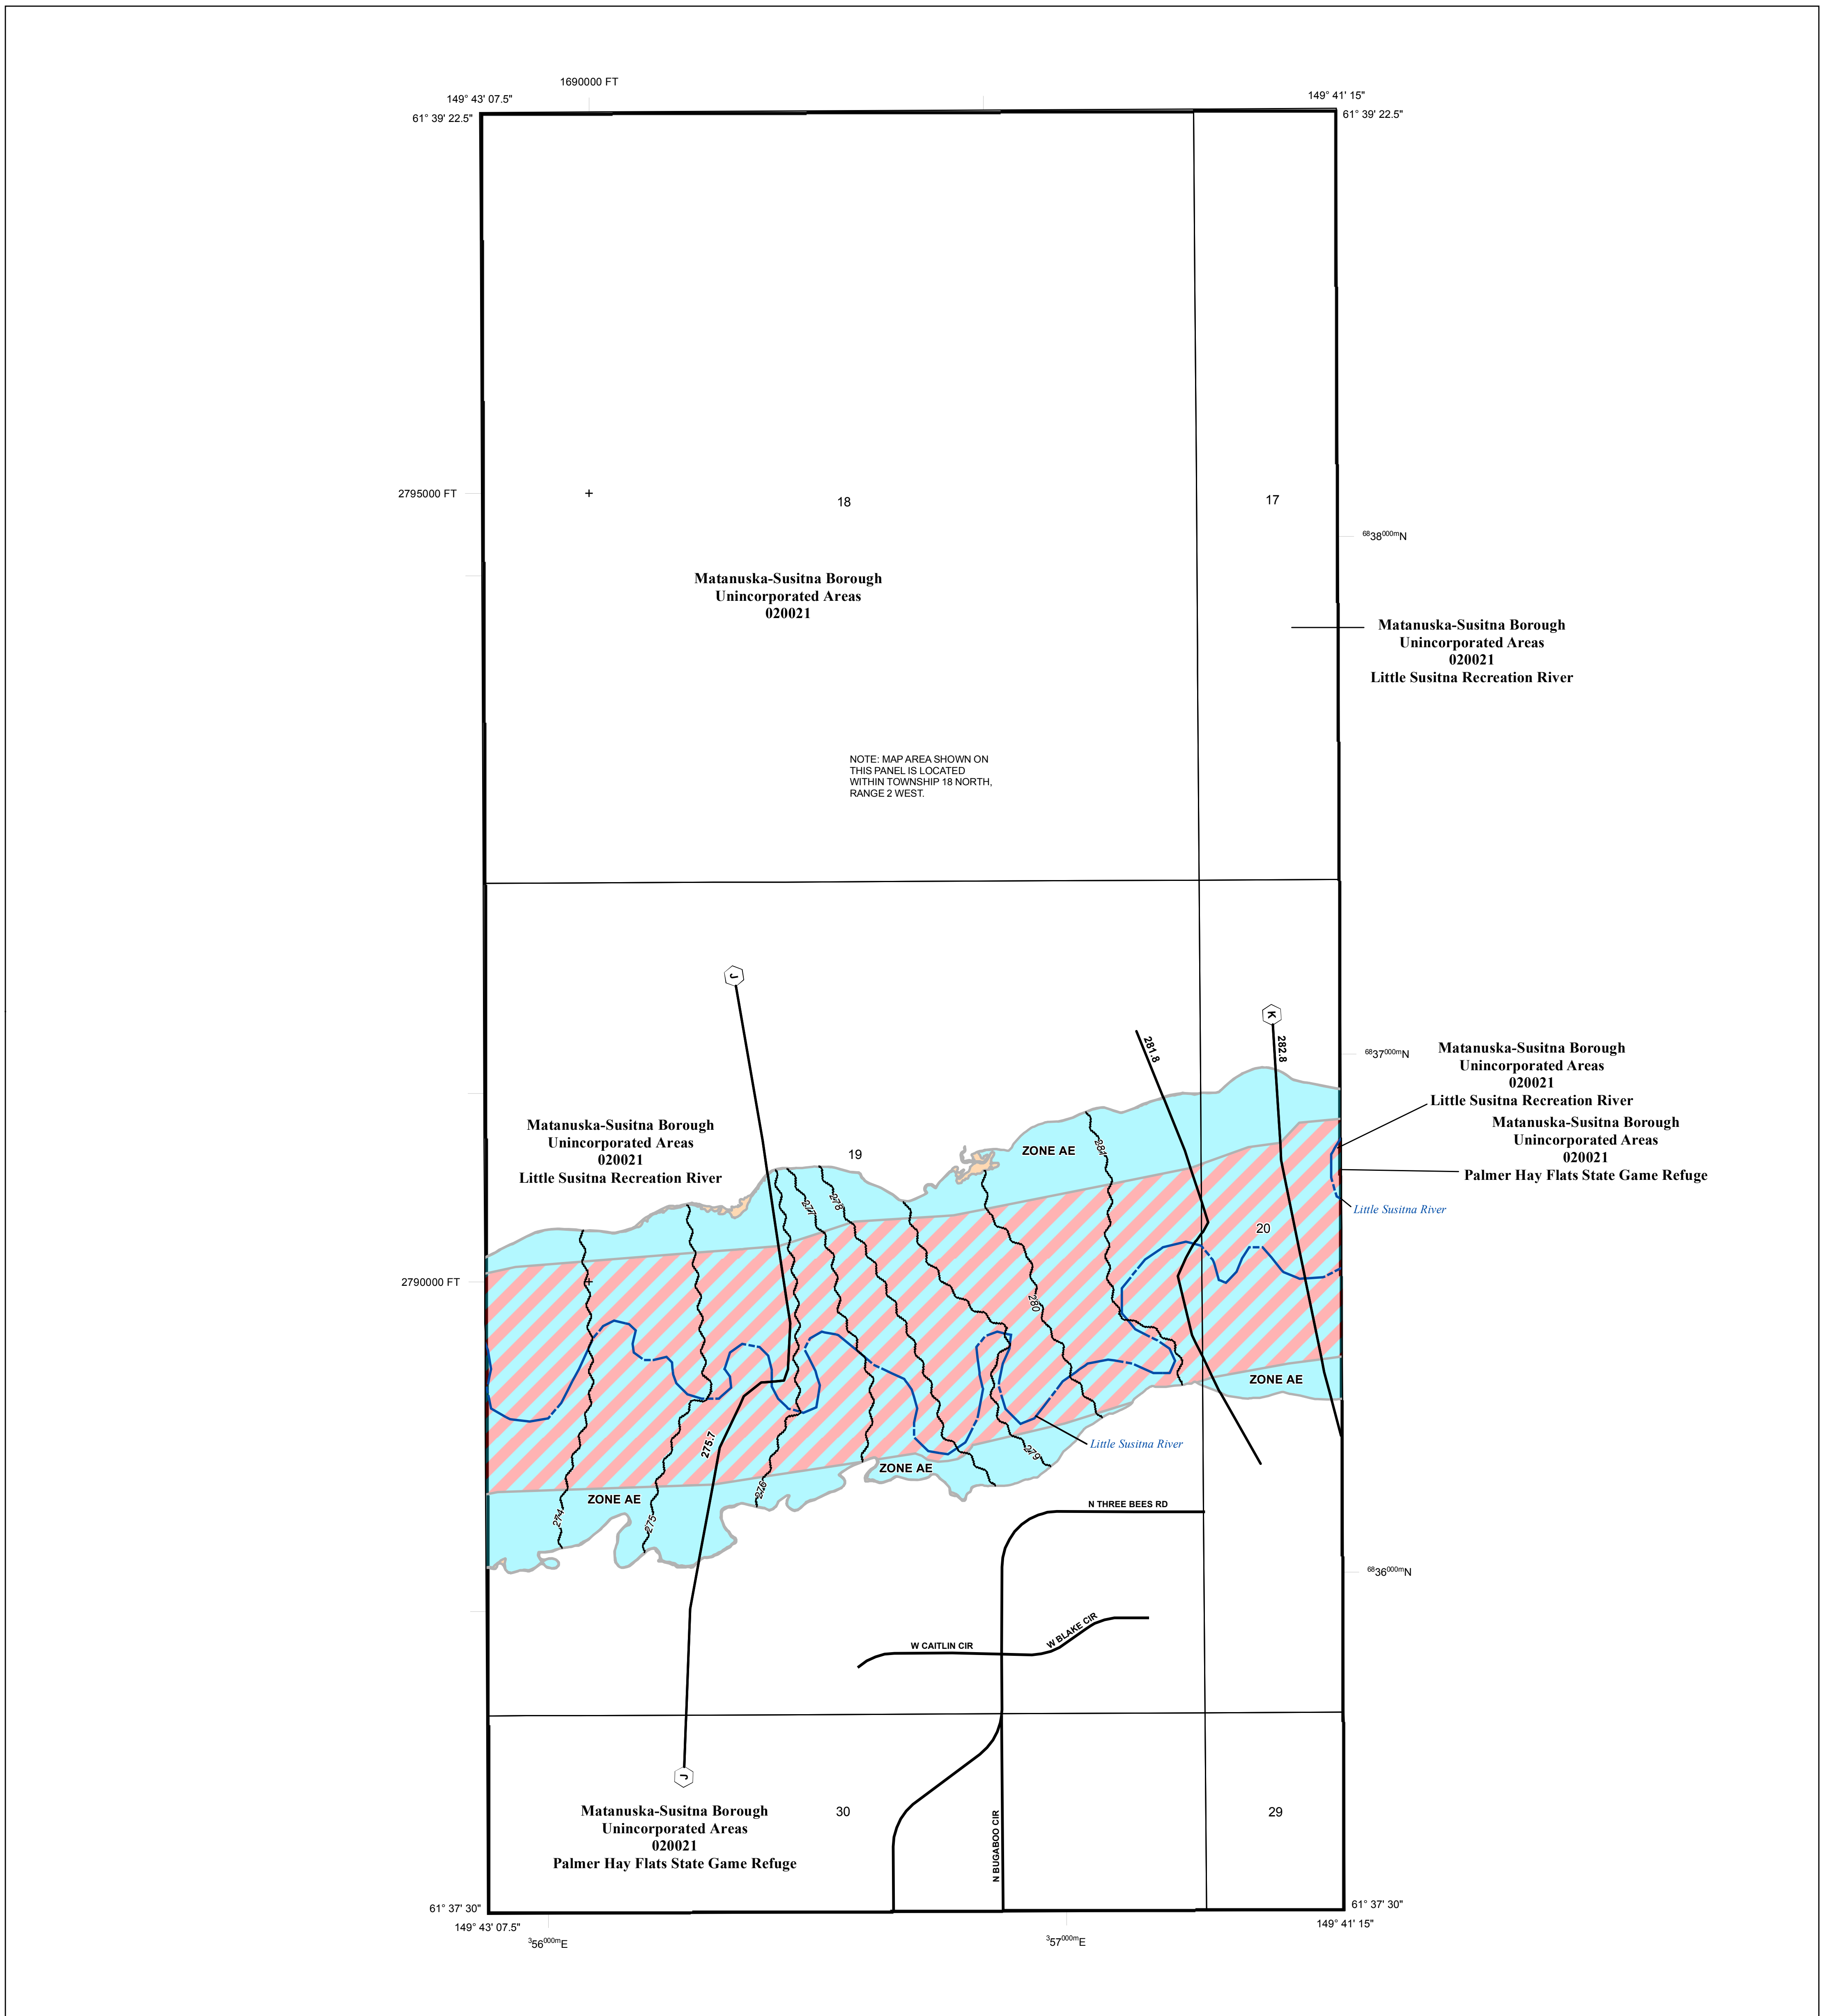 1690000 FT
149° 43' 07.5"
149° 41' 15"
61° 39' 22.5"
61° 39' 22.5"
2795000 FT
18
17
6838000mN
Matanuska-Susitna Borough
Unincorporated Areas
020021
Matanuska-Susitna Borough
Unincorporated Areas
020021
Little Susitna Recreation River
NOTE: MAP AREA SHOWN ON
THIS PANEL IS LOCATED
WITHIN TOWNSHIP 18 NORTH,
RANGE 2 WEST.
J
K
281.8
282.8
6837000mN
Matanuska-Susitna Borough
Unincorporated Areas
020021
Little Susitna Recreation River
Matanuska-Susitna Borough
Unincorporated Areas
020021
Palmer Hay Flats State Game Refuge
Matanuska-Susitna Borough
Unincorporated Areas
020021
Little Susitna Recreation River
19
ZONE AE
281
277
278
Little Susitna River
20
2790000 FT
280
ZONE AE
275.7
Little Susitna River
279
ZONE AE
276
ZONE AE
274
275
N THREE BEES RD
6836000mN
W BLAKE CIR
W CAITLIN CIR
J
Matanuska-Susitna Borough
Unincorporated Areas
020021
Palmer Hay Flats State Game Refuge
30
29
N BUGABOO CIR
61° 37' 30"
61° 37' 30"
149° 43' 07.5"
149° 41' 15"
356000mE
357000mE